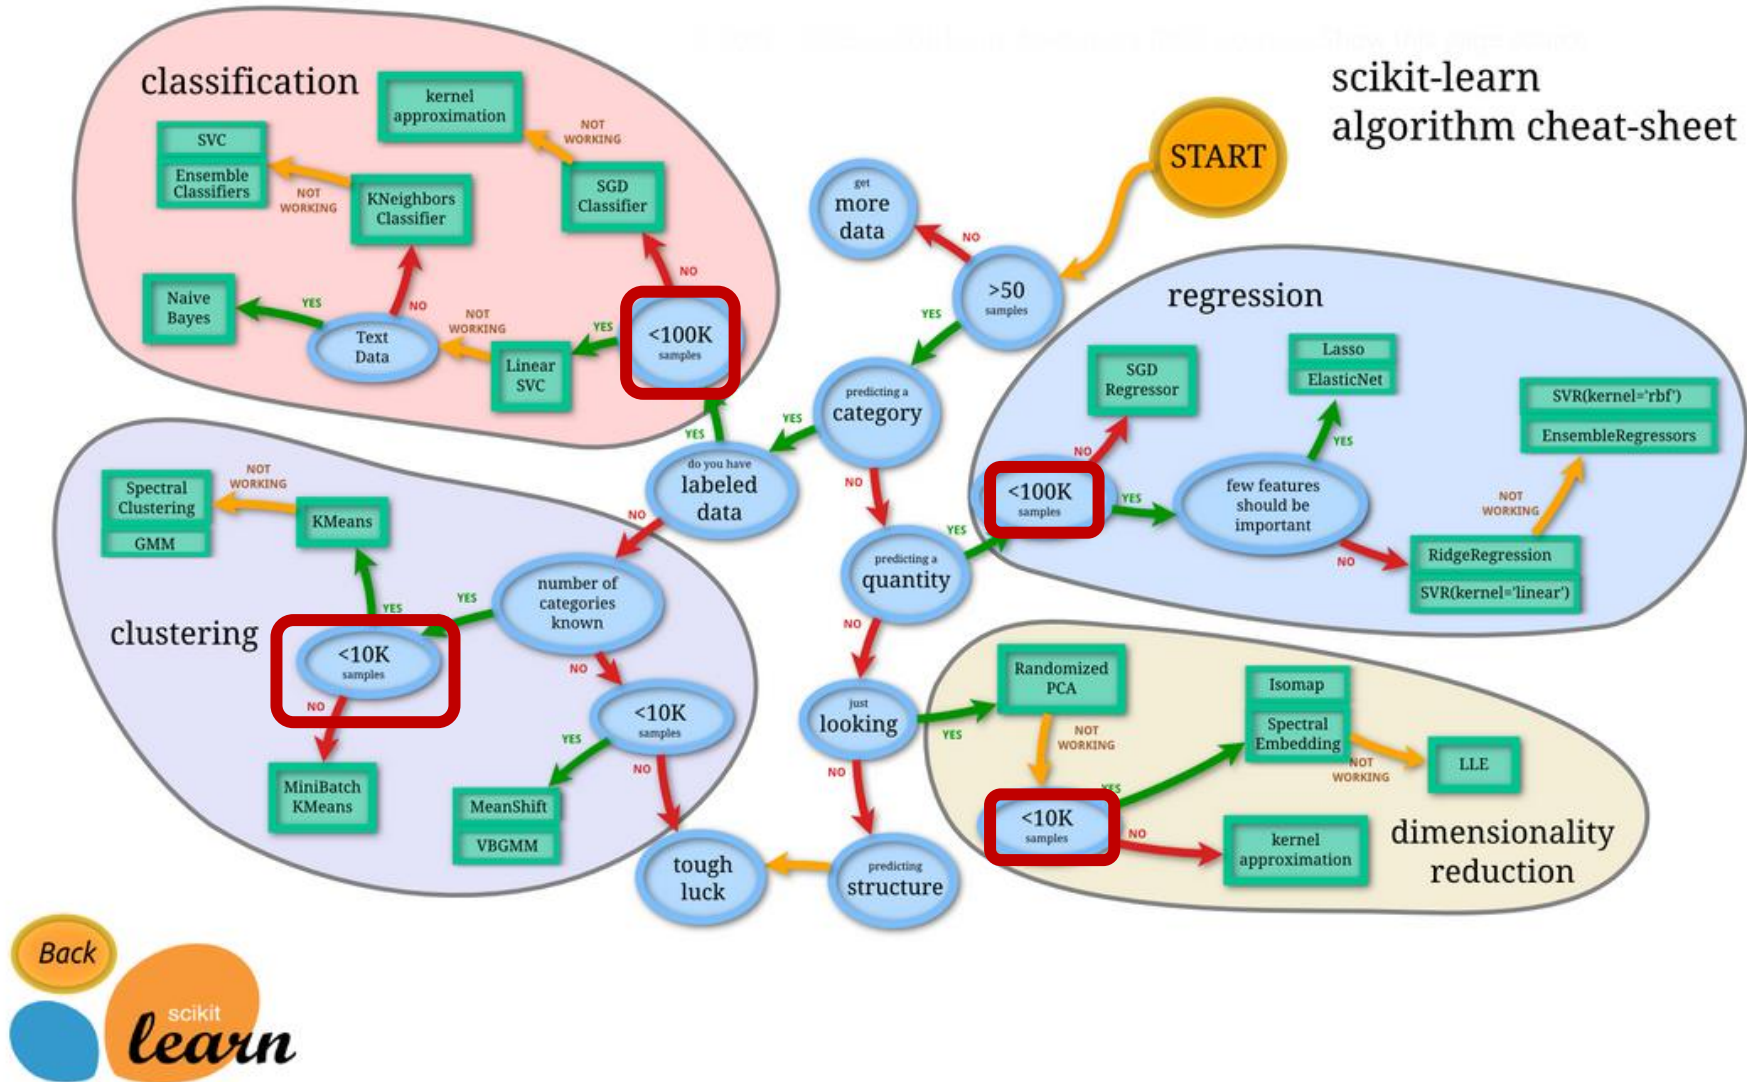 scikit-learn
algorithm cheat-sheet
START
get
more
data
NO
>50
samples
YES
predicting a
category
YES
NO
do you have
labeled
data
YES
NO
predicting a
quantity
YES
NO
just
looking
YES
NO
predicting
structure
tough
luck
classification
kernel
approximation
NOT
WORKING
SGD
Classifier
NO
<100K
samples
YES
Linear
SVC
NOT
WORKING
Text
Data
YES
NO
Naive
Bayes
KNeighbors
Classifier
NOT
WORKING
SVC
Ensemble
Classifiers
regression
SGD
Regressor
NO
<100K
samples
YES
few features
should be
important
YES
NO
Lasso
ElasticNet
RidgeRegression
SVR(kernel='linear')
NOT
WORKING
SVR(kernel='rbf')
EnsembleRegressors
clustering
Spectral
Clustering
GMM
NOT
WORKING
KMeans
YES
<10K
samples
NO
MiniBatch
KMeans
number of
categories
known
YES
NO
<10K
samples
YES
NO
MeanShift
VBGMM
dimensionality
reduction
Randomized
PCA
NOT
WORKING
<10K
samples
YES
NO
Isomap
Spectral
Embedding
NOT
WORKING
LLE
kernel
approximation
Back
scikit
learn